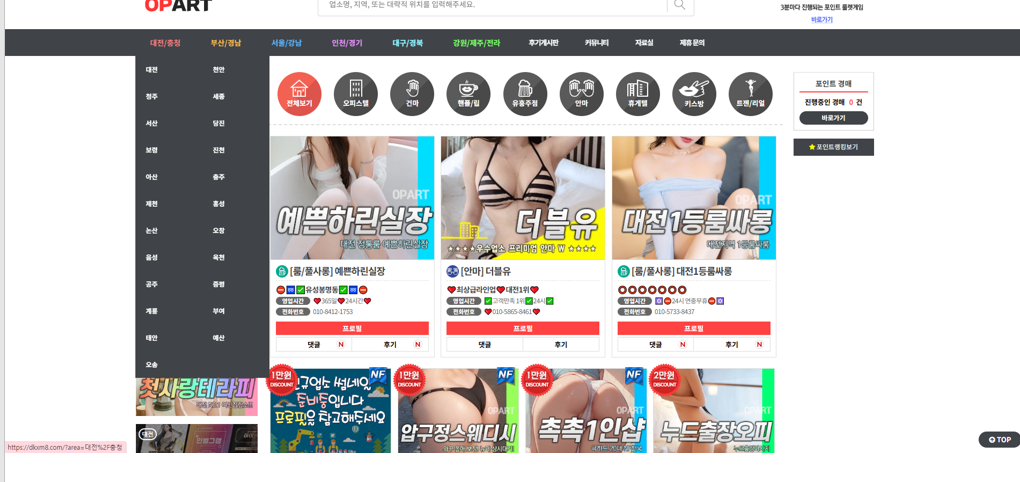 OPART
업소명, 지역, 또는 대략적 위치를 입력해주세요.
3분마다 진행되는 포인트 룰렛게임
바로가기
대전/충청 부산/경남 서울/강남 인천/경기 대구/경북 강원/제주/전라 후기게시판 커뮤니티 자료실 제휴 문의
대전 천안
청주 세종
서산 당진
보령 진천
아산 충주
제천 홍성
논산 오창
음성 옥천
공주 증평
계룡 부여
태안 예산
오송
전체보기 오피스텔 건마 핸플/립 유흥주점 안마 휴게텔 키스방 트젠/리얼
포인트 경매
진행중인 경매 0 건
바로가기
포인트랭킹보기
OPART
예쁜하린실장
대전 정통룸 예쁜하린실장
더블유
★★★★우수업소 프리미엄 안마 W ★★★★
OPART
대전1등룸싸롱
대전지역 1등룸싸롱
[룸/풀사롱] 예쁜하린실장
유성봉명동
영업시간 365일 24시간
전화번호 010-8412-1753
프로필
댓글 N 후기 N
[안마] 더블유
최상급라인업 대전1위
영업시간 고객만족 1위 24시
전화번호 010-5865-8461
프로필
댓글 후기
[룸/풀사롱] 대전1등룸싸롱
영업시간 24시 연중무휴
전화번호 010-5733-8437
프로필
댓글 N 후기 N
첫사랑테라피
대전
1만원
DISCOUNT
NF
신규업소 썸네일
준비중입니다
프로필을 참고해주세요
1만원
DISCOUNT
NF
OPART
압구정스웨디시
1만원
DISCOUNT
NF
OPART
촉촉1인샵
2만원
DISCOUNT
OPART
누드출장오피
TOP
https://dkxm8.com/?area=대전%2F충청